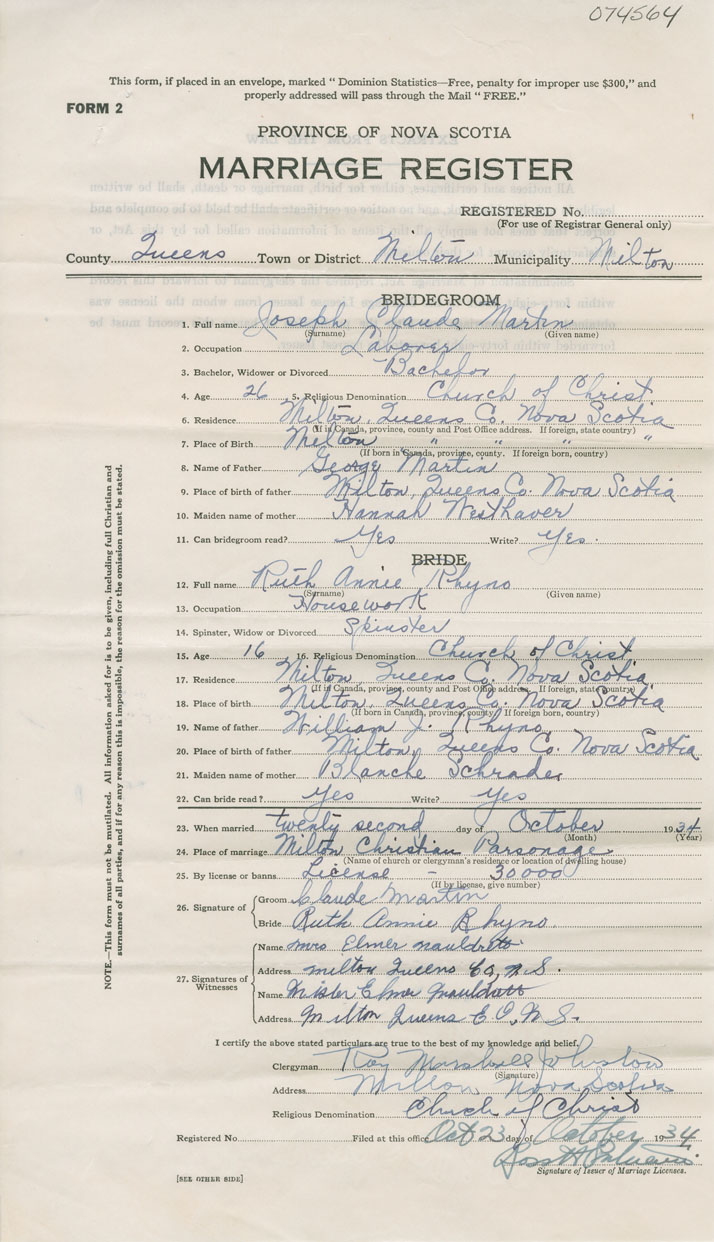 074564
This form, if placed in an envelope, marked "Dominion Statistics—Free, penalty for improper use $300," and
properly addressed will pass through the Mail "FREE."
FORM 2
PROVINCE OF NOVA SCOTIA
MARRIAGE REGISTER
REGISTERED No.
(For use of Registrar General only)
County Queens Town or District Milton Municipality Milton
BRIDEGROOM
1. Full name Joseph Claude Martin
(Surname) (Given name)
2. Occupation Laborer
3. Bachelor, Widower or Divorced Bachelor
4. Age 26 5. Religious Denomination Church of Christ
6. Residence Milton, Queens Co. Nova Scotia
(If in Canada, province, county and Post Office address. If foreign, state country)
7. Place of Birth Milton " " " "
(If born in Canada, province, county. If foreign born, country)
8. Name of Father George Martin
9. Place of birth of father Milton, Queens Co. Nova Scotia
10. Maiden name of mother Hannah Westhaver
11. Can bridegroom read? Yes Write? Yes.
BRIDE
12. Full name Ruth Annie Rhyno
(Surname) (Given name)
13. Occupation Housework
14. Spinster, Widow or Divorced Spinster
15. Age 16 16. Religious Denomination Church of Christ
17. Residence Milton, Queens Co. Nova Scotia
(If in Canada, province, county and Post Office address. If foreign, state country)
18. Place of birth Milton, Queens Co. Nova Scotia
(If born in Canada, province, county. If foreign born, country)
19. Name of father William J. Rhyno
20. Place of birth of father Milton, Queens Co. Nova Scotia
21. Maiden name of mother Blanche Schrader
22. Can bride read? Yes Write? Yes
23. When married twenty second day of October 1934
(Month) (Year)
24. Place of marriage Milton Christian Parsonage
(Name of church or clergyman's residence or location of dwelling house)
25. By license or banns License - 30000
(If by license, give number)
26. Signature of Groom Claude Martin
Bride Ruth Annie Rhyno.
27. Signatures of Witnesses
Name Mrs Elmer
Address Milton Queens Co, N.S.
Name Mister Elmer
Address Milton Queens C O, N S.
I certify the above stated particulars are true to the best of my knowledge and belief.
Clergyman Roy Marshall Johnston
(Signature)
Address Milton Nova Scotia
Religious Denomination Church of Christ
Registered No. Filed at this office Oct 23 day of October 1934
Signature of Issuer of Marriage Licenses.
[SEE OTHER SIDE]
NOTE.—This form must not be mutilated. All information asked for is to be given, including full Christian and
surnames of all parties, and if for any reason this is impossible, the reason for the omission must be stated.